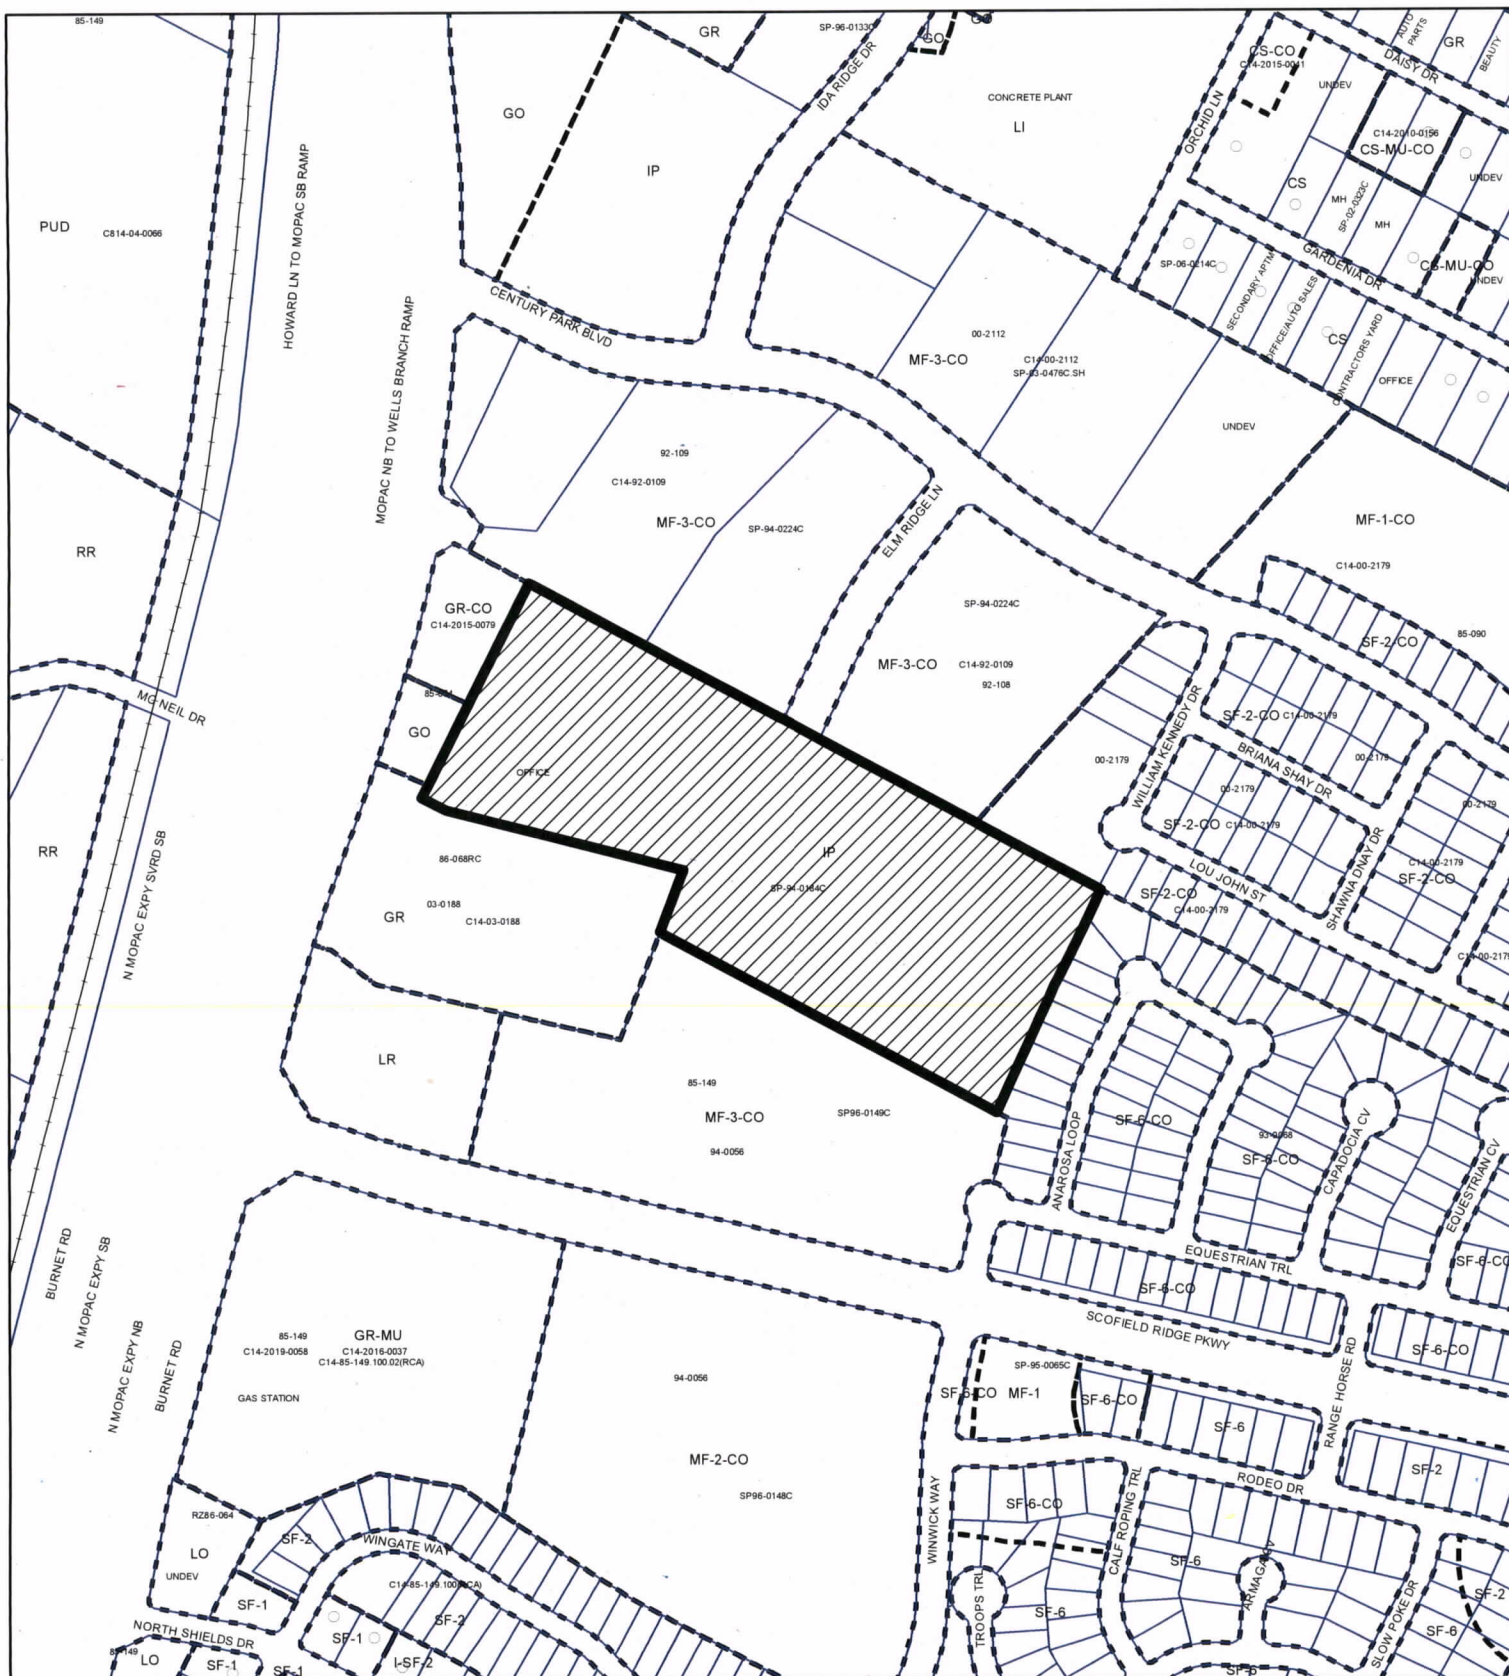 85-149
GR
SP-96-0133C
GO
GO
IDA RIDGE DR
CS-CO
C14-2015-0041
AUTO PARTS
GR
BEAUTY
DAISY DR
UNDEV
GO
CONCRETE PLANT
LI
IP
ORCHID LN
C14-2010-0156
CS-MU-CO
UNDEV
CS
MH
SP-02-0323C
MH
PUD
C814-04-0066
HOWARD LN TO MOPAC SB RAMP
GARDENIA DR
SP-06-0214C
CS-MU-CO
UNDEV
SECONDARY APTM
OFFICE/AUTO SALES
CS
CONTRACTORS YARD
OFFICE
CENTURY PARK BLVD
MOPAC NB TO WELLS BRANCH RAMP
00-2112
MF-3-CO
C14-00-2112
SP-03-0476C.SH
UNDEV
92-109
C14-92-0109
MF-3-CO
SP-94-0224C
ELM RIDGE LN
MF-1-CO
C14-00-2179
RR
GR-CO
C14-2015-0079
SP-94-0224C
MF-3-CO
C14-92-0109
92-108
SF-2-CO
85-090
MC NEIL DR
GO
WILLIAM KENNEDY DR
SF-2-CO
C14-00-2179
BRIANA SHAY DR
00-2179
00-2179
00-2179
00-2179
OFFICE
SF-2-CO
C14-00-2179
SHAWNA DNAY DR
C14-00-2179
SF-2-CO
RR
N MOPAC EXPY SVRD SB
86-068RC
IP
SP-94-0184C
LOU JOHN ST
SF-2-CO
C14-00-2179
GR
03-0188
C14-03-0188
C14-00-2179
LR
85-149
MF-3-CO
SP96-0149C
94-0056
ANAROSA LOOP
SF-6-CO
93-0068
SF-6-CO
CAPADOCIA CV
EQUESTRIAN CV
EQUESTRIAN TRL
SF-6-CO
SF-6-CO
SCOFIELD RIDGE PKWY
BURNET RD
N MOPAC EXPY SB
N MOPAC EXPY NB
BURNET RD
85-149
GR-MU
C14-2019-0058
C14-2016-0037
C14-85-149.100.02(RCA)
GAS STATION
94-0056
MF-2-CO
SP96-0148C
SP-95-0065C
SF-6-CO
MF-1
SF-6-CO
SF-6
RANGE HORSE RD
SF-6-CO
SF-2
RODEO DR
WINWICK WAY
SF-6-CO
CALF ROPING TRL
RZ86-064
LO
UNDEV
SF-2
WINGATE WAY
C14-85-149.100(RCA)
SF-1
SF-2
NORTH SHIELDS DR
SF-1
85-149
LO
SF-1
SF-1
I-SF-2
TROOPS TRL
SF-6
SF-6
SLOW POKE DR
SF-2
SF-6
SF-6